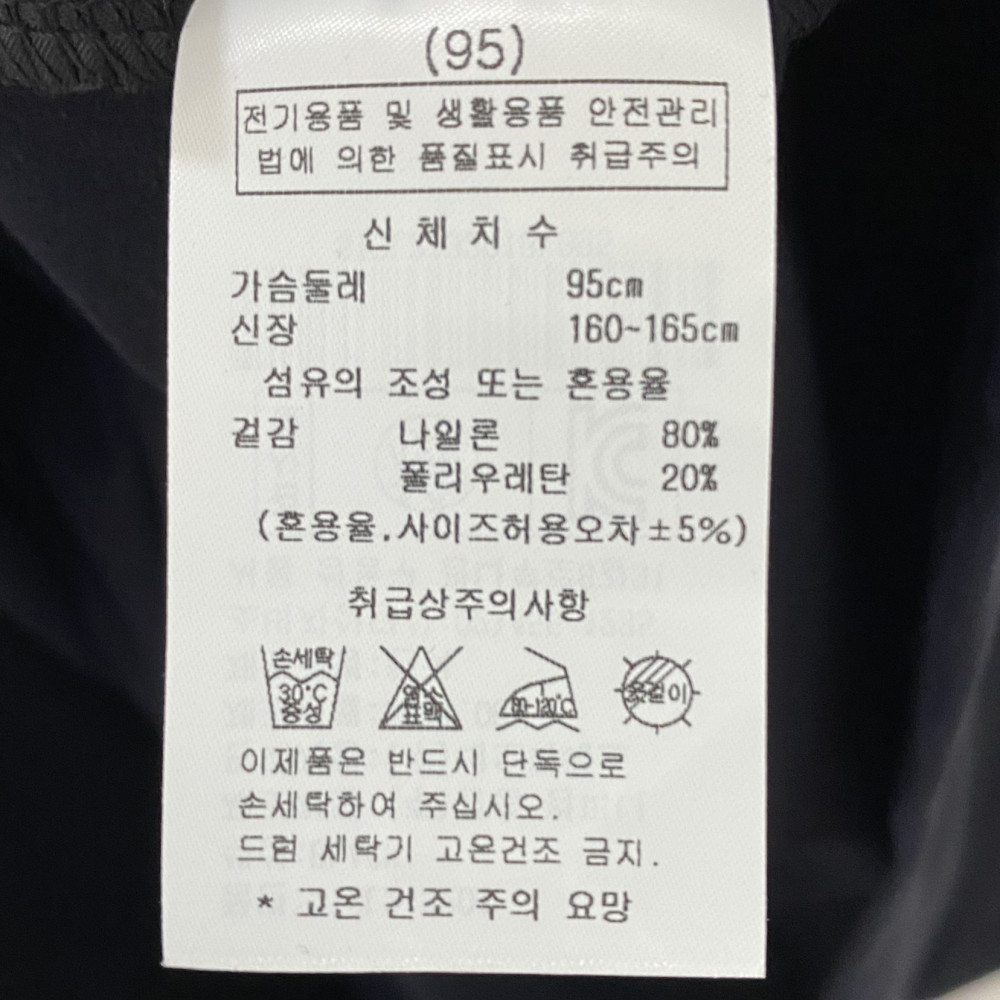 (95)
전기용품 및 생활용품 안전관리
법에 의한 품질표시 취급주의
신체치수
가슴둘레 95cm
신장 160~165cm
섬유의 조성 또는 혼용율
겉감 나일론 80%
폴리우레탄 20%
(혼용율.사이즈허용오차±5%)
취급상주의사항
손세탁 30°C 중성
염소 표백
80~120°C
옷걸이
이제품은 반드시 단독으로
손세탁하여 주십시오.
드럼 세탁기 고온건조 금지.
* 고온 건조 주의 요망